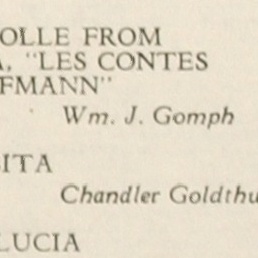 OLLE FROM
, "LES CONTES
FMANN"
Wm. J. Gomph
ITA
Chandler Goldthu
LUCIA